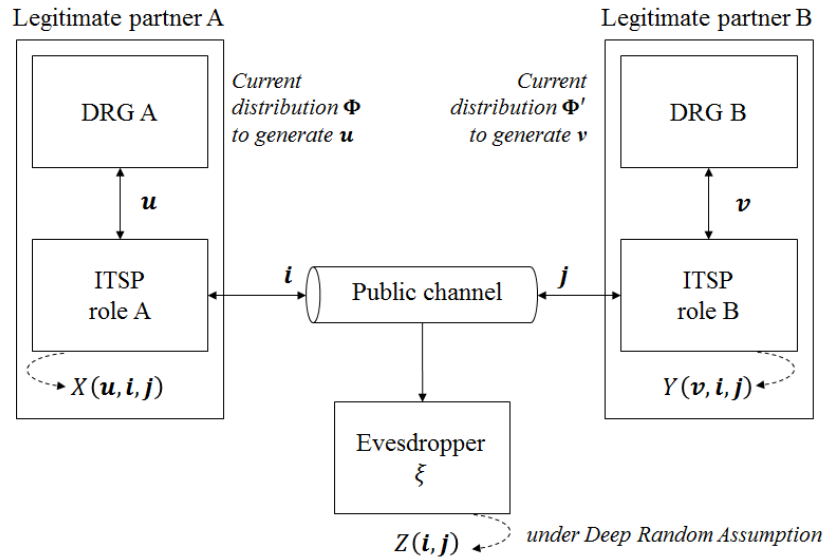 Legitimate partner A
Legitimate partner B
DRG A
Current
distribution Φ
to generate u
Current
distribution Φ'
to generate v
DRG B
u
v
ITSP
role A
i
Public channel
j
ITSP
role B
X(u, i, j)
Y(v, i, j)
Evesdropper
ξ
Z(i, j)
under Deep Random Assumption